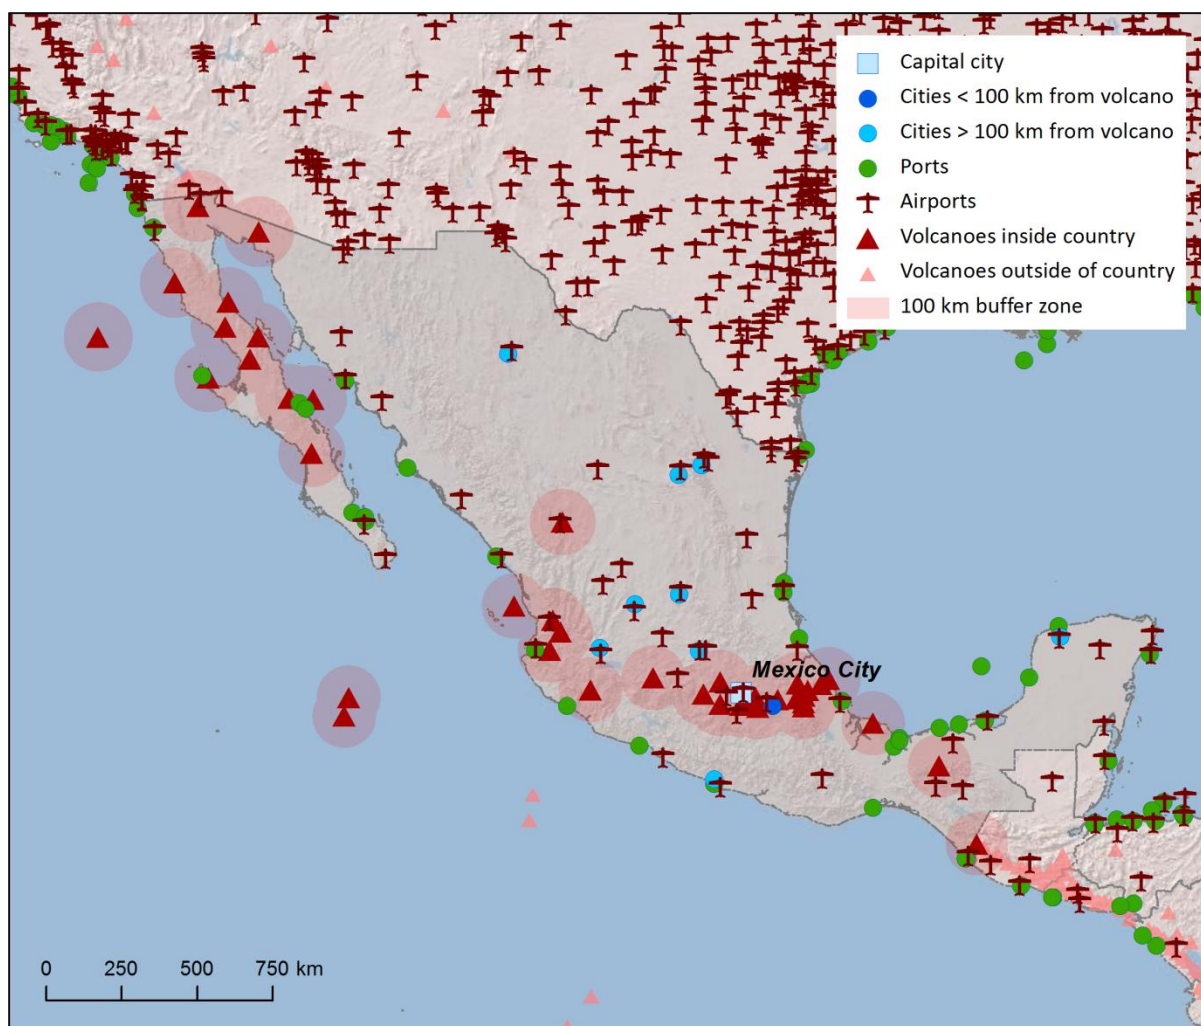 Capital city
Cities < 100 km from volcano
Cities > 100 km from volcano
Ports
Airports
Volcanoes inside country
Volcanoes outside of country
100 km buffer zone
Mexico City
0 250 500 750 km